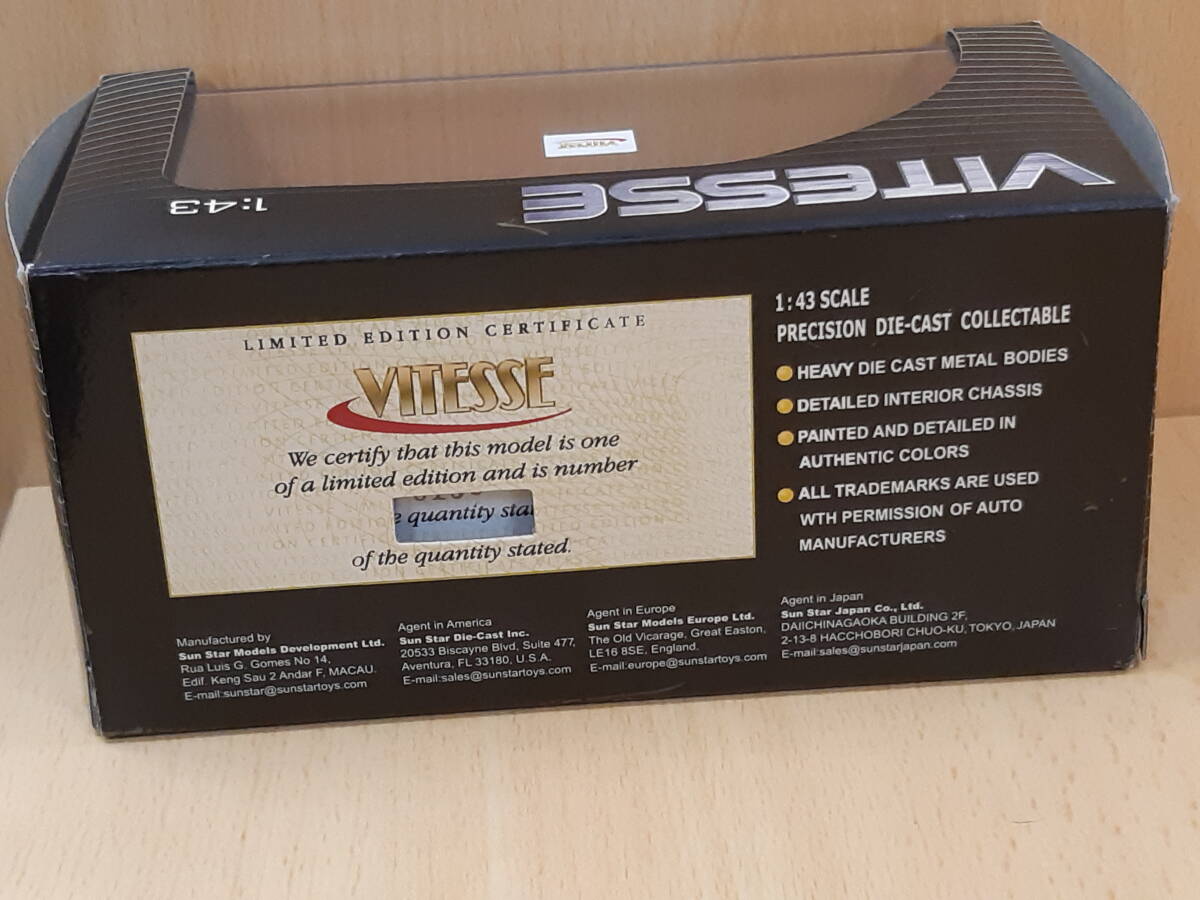 VITESSE
1:43
LIMITED EDITION CERTIFICATE
VITESSE
We certify that this model is one
of a limited edition and is number
e quantity sta
of the quantity stated.
1:43 SCALE
PRECISION DIE-CAST COLLECTABLE
HEAVY DIE CAST METAL BODIES
DETAILED INTERIOR CHASSIS
PAINTED AND DETAILED IN
AUTHENTIC COLORS
ALL TRADEMARKS ARE USED
WTH PERMISSION OF AUTO
MANUFACTURERS
Manufactured by
Sun Star Models Development Ltd.
Rua Luis G. Gomes No 14,
Edif. Keng Sau 2 Andar F, MACAU.
E-mail:sunstar@sunstartoys.com
Agent in America
Sun Star Die-Cast Inc.
20533 Biscayne Blvd, Suite 477,
Aventura, FL 33180, U.S.A.
E-mail:sales@sunstartoys.com
Agent in Europe
Sun Star Models Europe Ltd.
The Old Vicarage, Great Easton,
LE16 8SE, England.
E-mail:europe@sunstartoys.com
Agent in Japan
Sun Star Japan Co., Ltd.
DAIICHINAGAOKA BUILDING 2F,
2-13-8 HACCHOBORI CHUO-KU, TOKYO, JAPAN
E-mail:sales@sunstarjapan.com